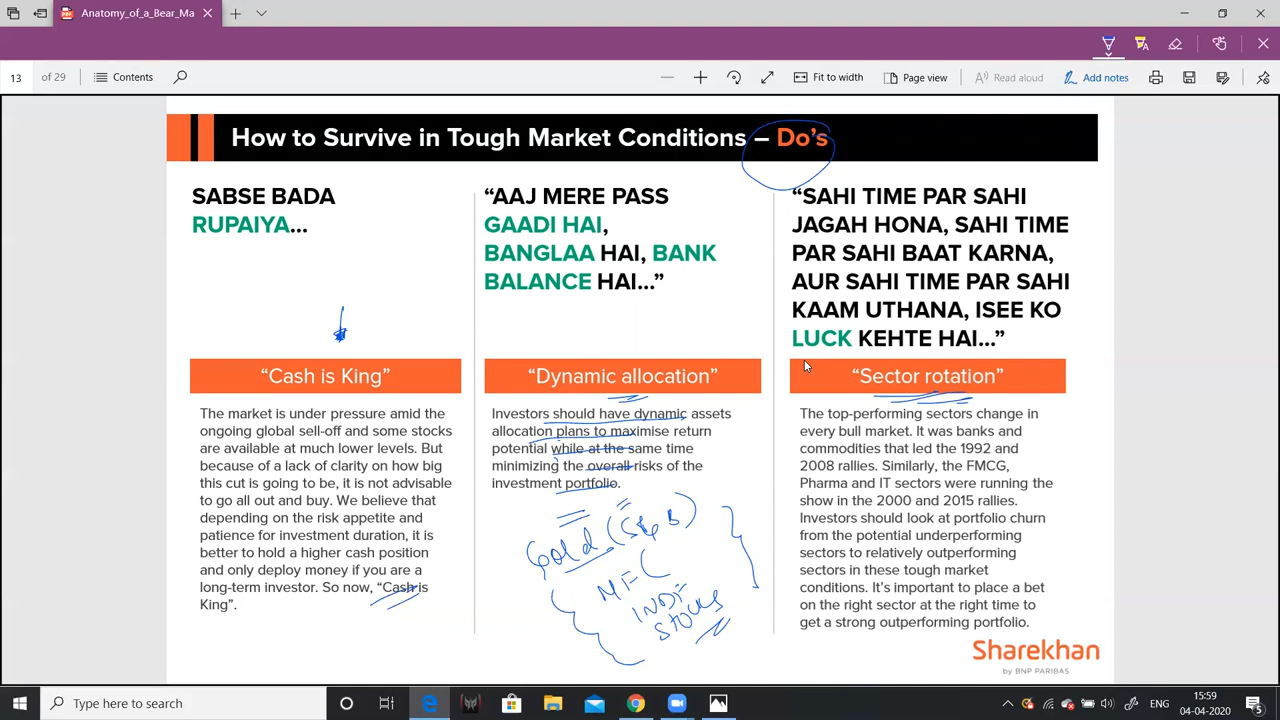 Anatomy_of_a_Bear_Ma
13 of 29
Contents
Fit to width
Page view
Read aloud
Add notes
How to Survive in Tough Market Conditions – Do's
SABSE BADA
RUPAIYA...
"Cash is King"
The market is under pressure amid the
ongoing global sell-off and some stocks
are available at much lower levels. But
because of a lack of clarity on how big
this cut is going to be, it is not advisable
to go all out and buy. We believe that
depending on the risk appetite and
patience for investment duration, it is
better to hold a higher cash position
and only deploy money if you are a
long-term investor. So now, "Cash is
King".
"AAJ MERE PASS
GAADI HAI,
BANGLAA HAI, BANK
BALANCE HAI..."
"Dynamic allocation"
Investors should have dynamic assets
allocation plans to maximise return
potential while at the same time
minimizing the overall risks of the
investment portfolio.
Gold
MF
stocks
"SAHI TIME PAR SAHI
JAGAH HONA, SAHI TIME
PAR SAHI BAAT KARNA,
AUR SAHI TIME PAR SAHI
KAAM UTHANA, ISEE KO
LUCK KEHTE HAI..."
"Sector rotation"
The top-performing sectors change in
every bull market. It was banks and
commodities that led the 1992 and
2008 rallies. Similarly, the FMCG,
Pharma and IT sectors were running the
show in the 2000 and 2015 rallies.
Investors should look at portfolio churn
from the potential underperforming
sectors to relatively outperforming
sectors in these tough market
conditions. It's important to place a bet
on the right sector at the right time to
get a strong outperforming portfolio.
Sharekhan
by BNP PARIBAS
Type here to search
ENG
15:59
04-04-2020
5